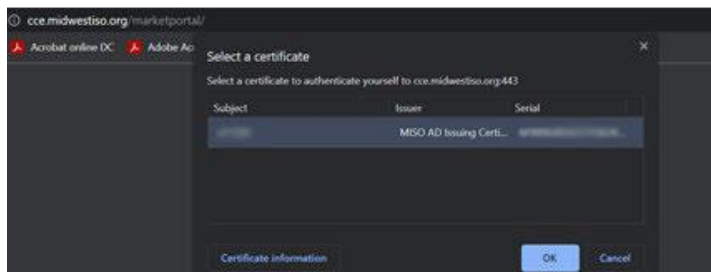 cce.midwestiso.org/marketportal/
Acrobat online DC Adobe Ac
Select a certificate
Select a certificate to authenticate yourself to cce.midwestiso.org:443
Subject Issuer Serial
MISO AD Issuing Certi...
Certificate information OK Cancel